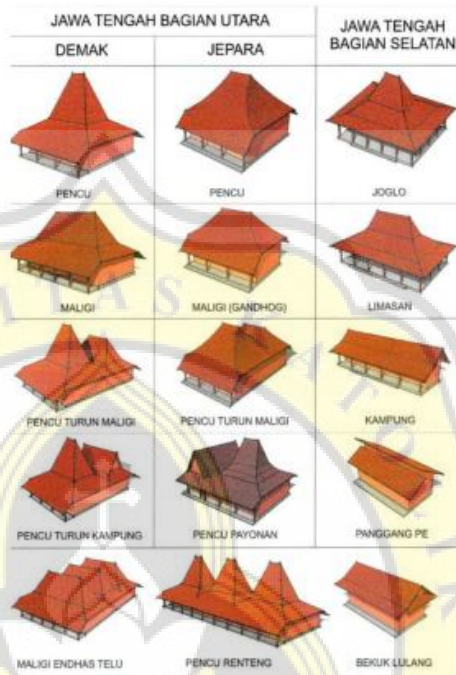 JAWA TENGAH BAGIAN UTARA
JAWA TENGAH
BAGIAN SELATAN
DEMAK
JEPARA
PENCU
PENCU
JOGLO
MALIGI
MALIGI (GANDHOG)
LIMASAN
PENCU TURUN MALIGI
PENCU TURUN MALIGI
KAMPUNG
PENCU TURUN KAMPUNG
PENCU PAYONAN
PANGGANG PE
MALIGI ENDHAS TELU
PENCU RENTENG
BEKUK LULANG